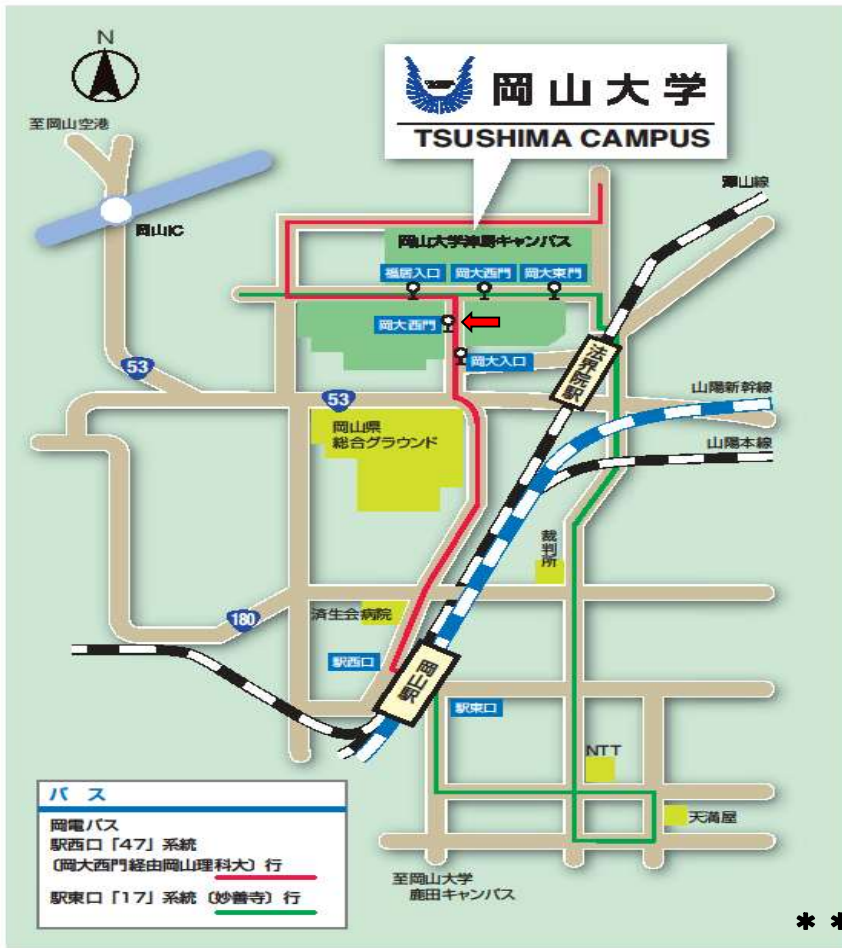 N
岡山大学
TSUSHIMA CAMPUS
至岡山空港
津山線
岡山IC
岡山大学津島キャンパス
福居入口
岡大西門
岡大東門
岡大西門
岡大入口
法界院駅
53
53
山陽新幹線
岡山県
総合グラウンド
山陽本線
裁判所
180
済生会病院
駅西口
岡山駅
駅東口
NTT
天満屋
バス
岡電バス
駅西口「47」系統
〔岡大西門経由岡山理科大〕行
駅東口「17」系統〔妙善寺〕行
至岡山大学
鹿田キャンパス
* *